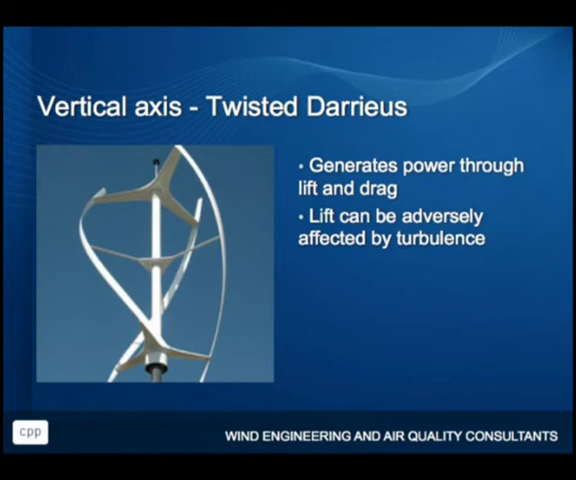 Vertical axis - Twisted Darrieus
• Generates power through
lift and drag
• Lift can be adversely
affected by turbulence
cpp
WIND ENGINEERING AND AIR QUALITY CONSULTANTS